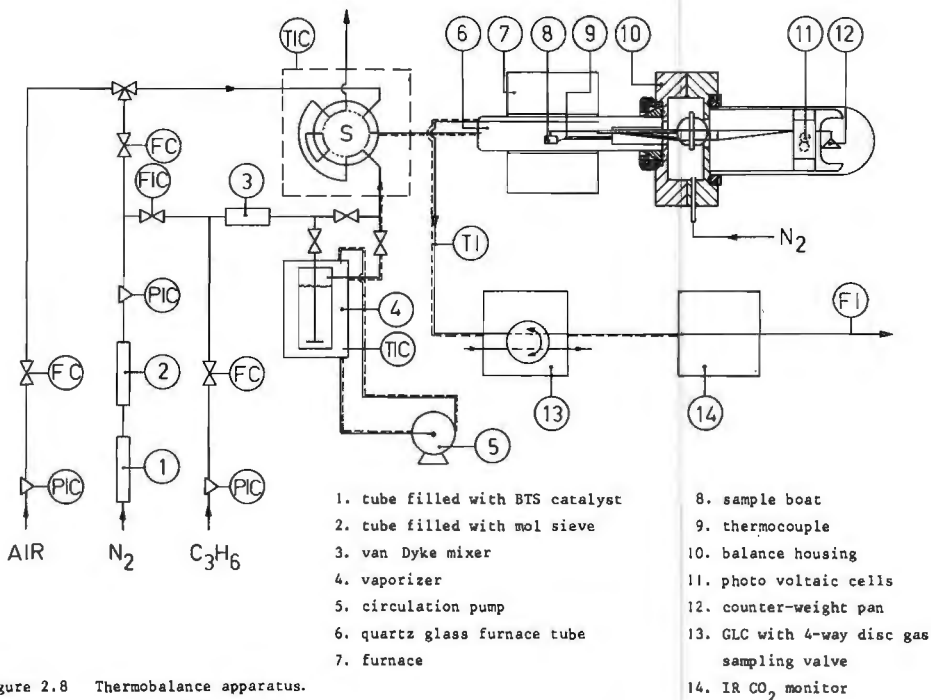 TIC
6
7
8
9
10
11
12
S
FC
FIC
3
N2
TI
PIC
4
FI
TIC
FC
2
FC
13
14
5
1
PIC
PIC
AIR
N2
C3H6
1. tube filled with BTS catalyst
2. tube filled with mol sieve
3. van Dyke mixer
4. vaporizer
5. circulation pump
6. quartz glass furnace tube
7. furnace
8. sample boat
9. thermocouple
10. balance housing
11. photo voltaic cells
12. counter-weight pan
13. GLC with 4-way disc gas
sampling valve
14. IR CO2 monitor
gure 2.8 Thermobalance apparatus.